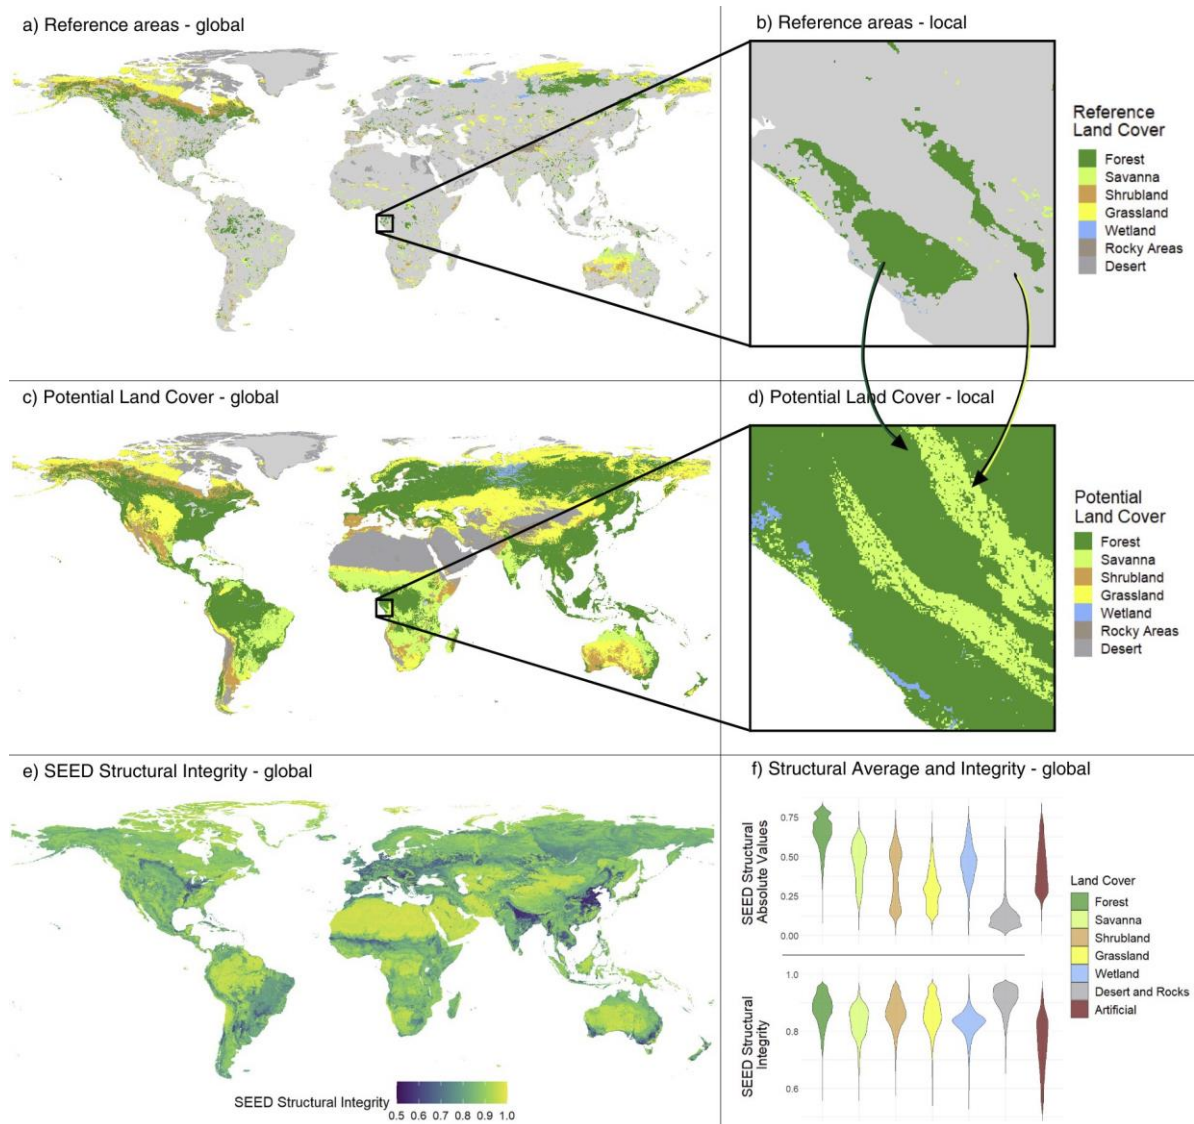 a) Reference areas - global
b) Reference areas - local
Reference
Land Cover
Forest
Savanna
Shrubland
Grassland
Wetland
Rocky Areas
Desert
c) Potential Land Cover - global
d) Potential Land Cover - local
Potential
Land Cover
Forest
Savanna
Shrubland
Grassland
Wetland
Rocky Areas
Desert
e) SEED Structural Integrity - global
SEED Structural Integrity
0.5 0.6 0.7 0.8 0.9 1.0
f) Structural Average and Integrity - global
SEED Structural
Absolute Values
0.75
0.50
0.25
0.00
SEED Structural
Integrity
1.0
0.8
0.6
Land Cover
Forest
Savanna
Shrubland
Grassland
Wetland
Desert and Rocks
Artificial